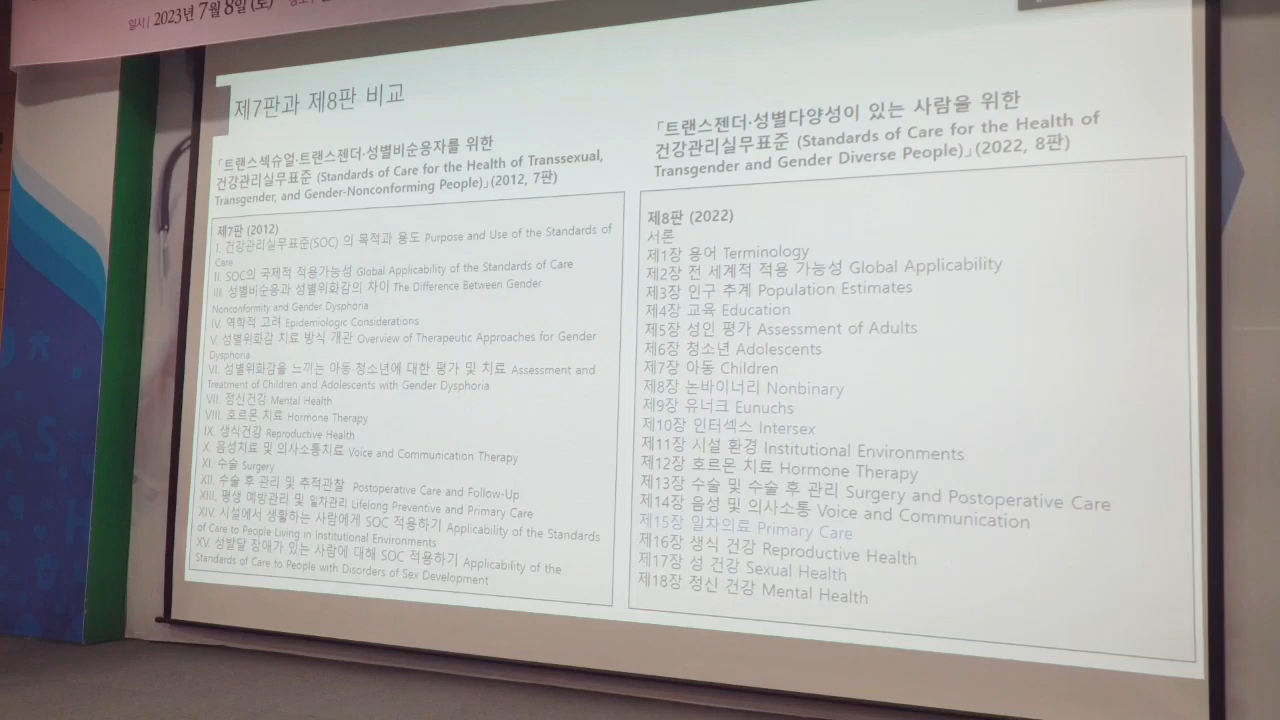 일시 | 2023년 7월 8일 (토)
제7판과 제8판 비교
「트랜스섹슈얼·트랜스젠더·성별비순응자를 위한
건강관리실무표준 (Standards of Care for the Health of Transsexual,
Transgender, and Gender-Nonconforming People)」(2012, 7판)
제7판 (2012)
I. 건강관리실무표준(SOC) 의 목적과 용도 Purpose and Use of the Standards of
Care
II. SOC의 국제적 적용가능성 Global Applicability of the Standards of Care
III. 성별비순응과 성별위화감의 차이 The Difference Between Gender
Nonconformity and Gender Dysphoria
IV. 역학적 고려 Epidemiologic Considerations
V. 성별위화감 치료 방식 개관 Overview of Therapeutic Approaches for Gender
Dysphoria
VI. 성별위화감을 느끼는 아동·청소년에 대한 평가 및 치료 Assessment and
Treatment of Children and Adolescents with Gender Dysphoria
VII. 정신건강 Mental Health
VIII. 호르몬 치료 Hormone Therapy
IX. 생식건강 Reproductive Health
X. 음성치료 및 의사소통치료 Voice and Communication Therapy
XI. 수술 Surgery
XII. 수술 후 관리 및 추적관찰 Postoperative Care and Follow-Up
XIII. 평생 예방관리 및 일차관리 Lifelong Preventive and Primary Care
XIV. 시설에서 생활하는 사람에게 SOC 적용하기 Applicability of the Standards
of Care to People Living in Institutional Environments
XV. 성발달 장애가 있는 사람에 대해 SOC 적용하기 Applicability of the
Standards of Care to People with Disorders of Sex Development
「트랜스젠더·성별다양성이 있는 사람을 위한
건강관리실무표준 (Standards of Care for the Health of
Transgender and Gender Diverse People)」(2022, 8판)
제8판 (2022)
서론
제1장 용어 Terminology
제2장 전 세계적 적용 가능성 Global Applicability
제3장 인구 추계 Population Estimates
제4장 교육 Education
제5장 성인 평가 Assessment of Adults
제6장 청소년 Adolescents
제7장 아동 Children
제8장 논바이너리 Nonbinary
제9장 유너크 Eunuchs
제10장 인터섹스 Intersex
제11장 시설 환경 Institutional Environments
제12장 호르몬 치료 Hormone Therapy
제13장 수술 및 수술 후 관리 Surgery and Postoperative Care
제14장 음성 및 의사소통 Voice and Communication
제15장 일차의료 Primary Care
제16장 생식 건강 Reproductive Health
제17장 성 건강 Sexual Health
제18장 정신 건강 Mental Health